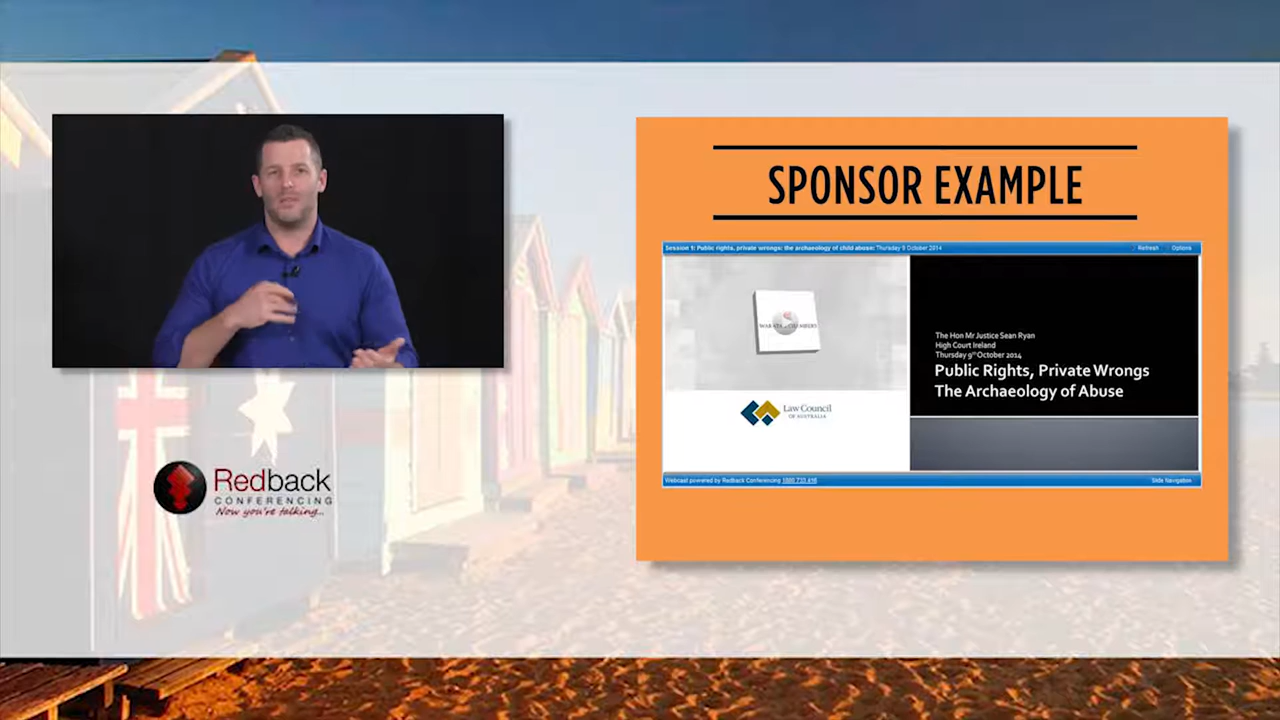 Redback
CONFERENCING
Now you're talking...
SPONSOR EXAMPLE
Session 1: Public rights, private wrongs: the archaeology of child abuse: Thursday 9 October 2014
Refresh
Options
The Hon Mr Justice Sean Ryan
High Court Ireland
Thursday 9th October 2014
Public Rights, Private Wrongs
The Archaeology of Abuse
Law Council
OF AUSTRALIA
Webcast powered by Redback Conferencing 1800 733 416
Slide Navigation